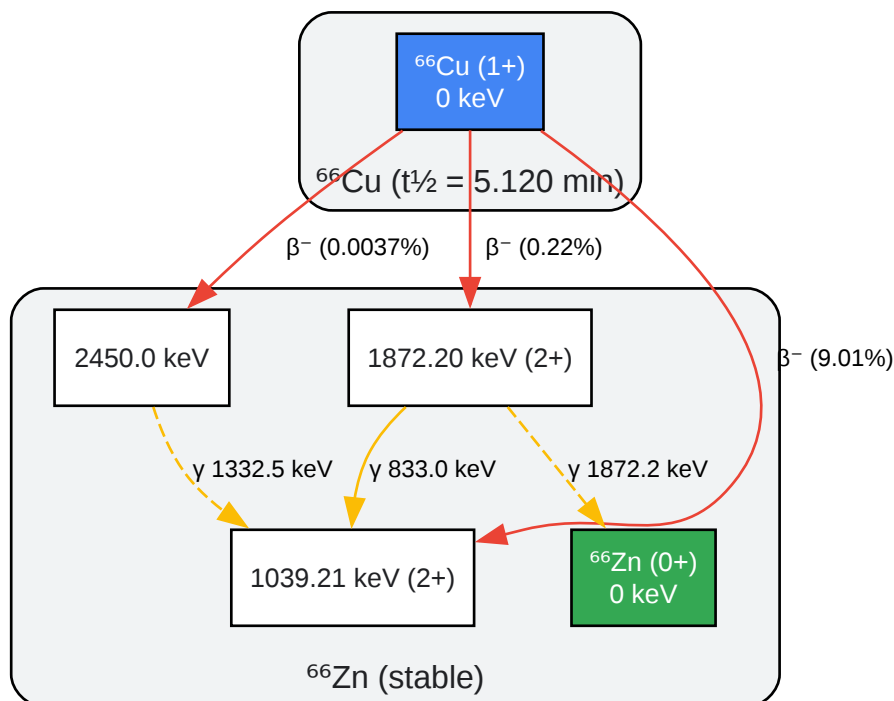 ⁶⁶Cu (1+)
0 keV
⁶⁶Cu (t½ = 5.120 min)
β⁻ (0.0037%)
β⁻ (0.22%)
2450.0 keV
1872.20 keV (2+)
β⁻ (9.01%)
γ 1332.5 keV
γ 833.0 keV
γ 1872.2 keV
1039.21 keV (2+)
⁶⁶Zn (0+)
0 keV
⁶⁶Zn (stable)